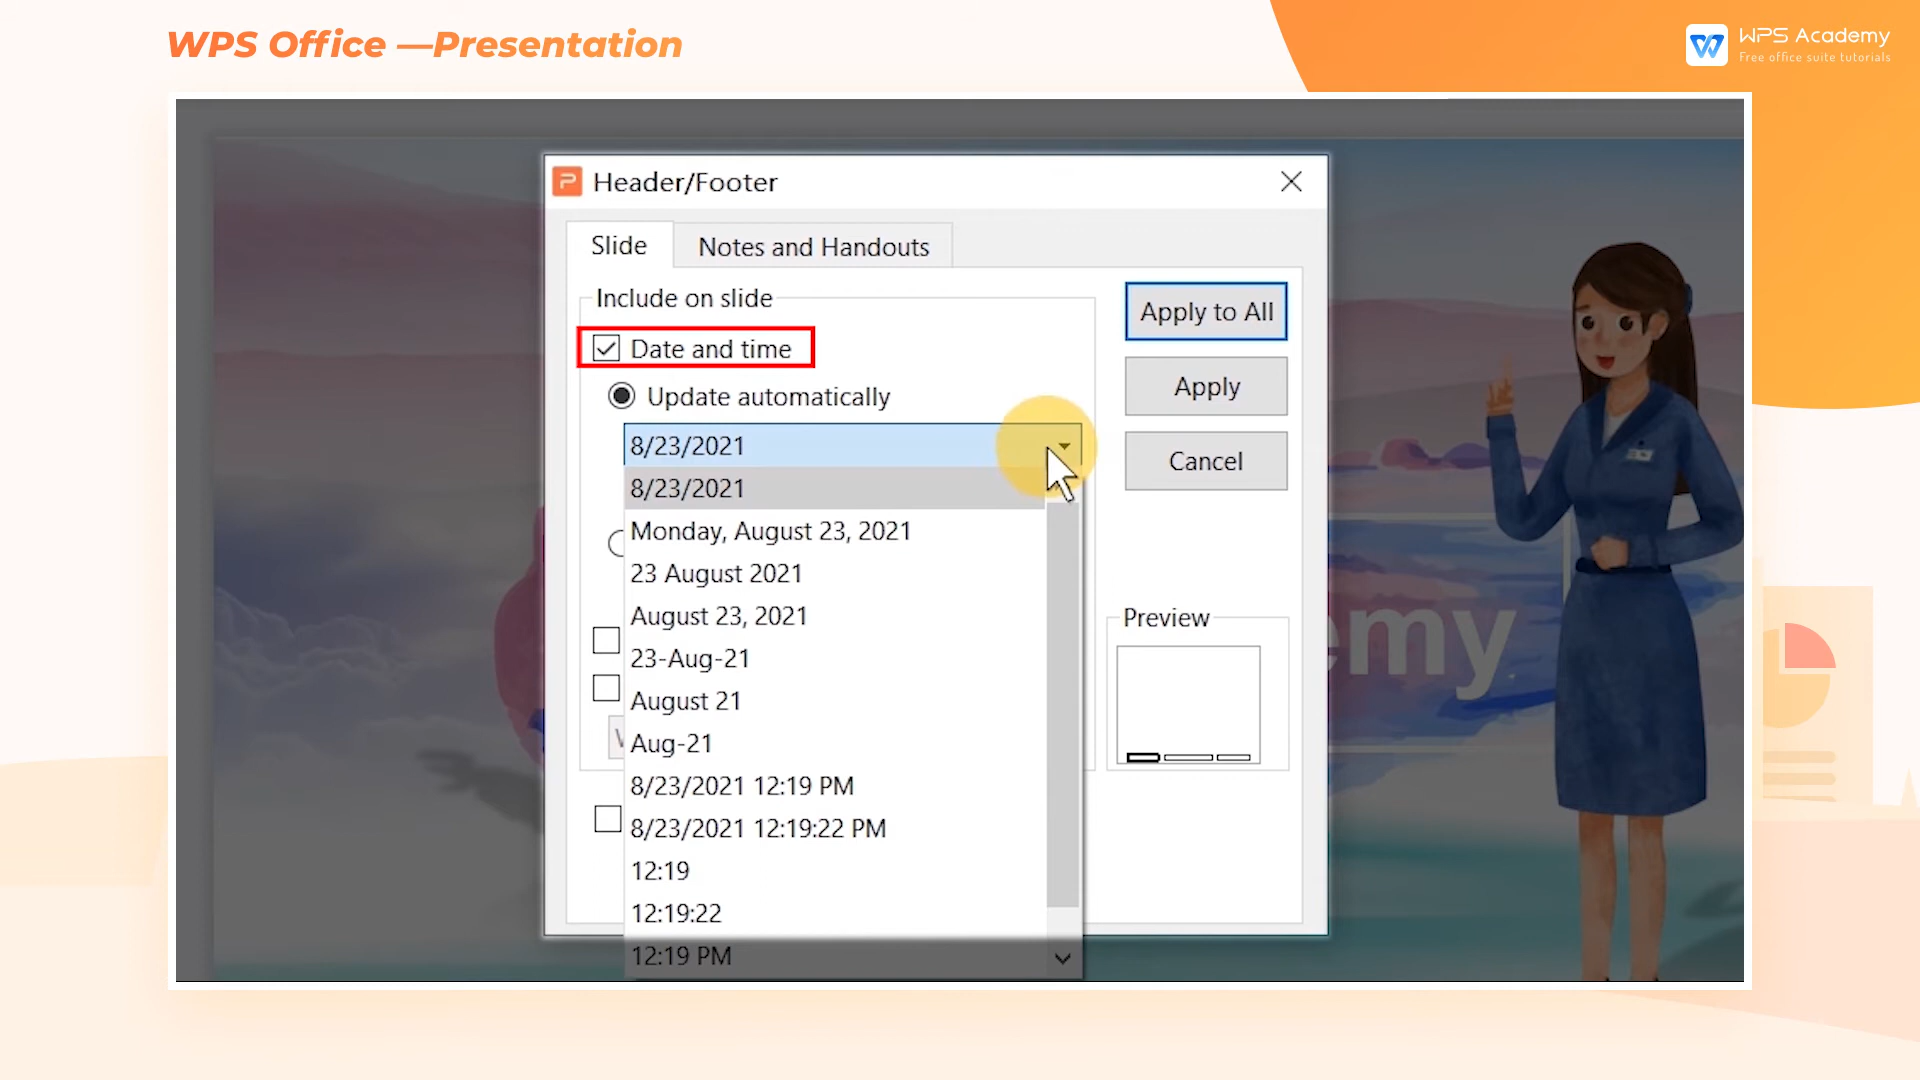 WPS Office —Presentation
WPS Academy
Free office suite tutorials
Header/Footer
Slide
Notes and Handouts
Include on slide
Date and time
Update automatically
8/23/2021
8/23/2021
Monday, August 23, 2021
23 August 2021
August 23, 2021
23-Aug-21
August 21
Aug-21
8/23/2021 12:19 PM
8/23/2021 12:19:22 PM
12:19
12:19:22
12:19 PM
Apply to All
Apply
Cancel
Preview
emy